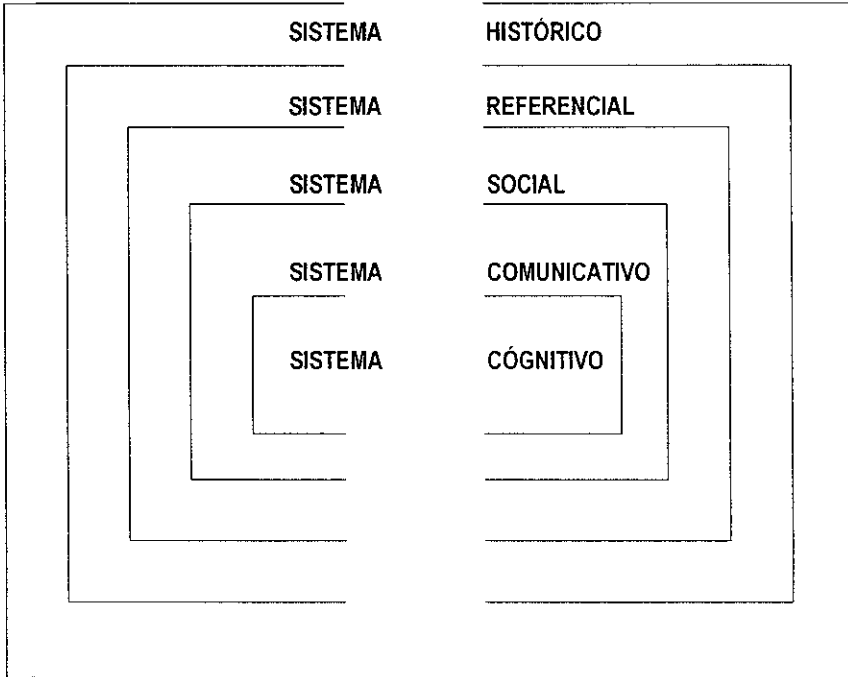 SISTEMA HISTÓRICO
SISTEMA REFERENCIAL
SISTEMA SOCIAL
SISTEMA COMUNICATIVO
SISTEMA CÓGNITIVO